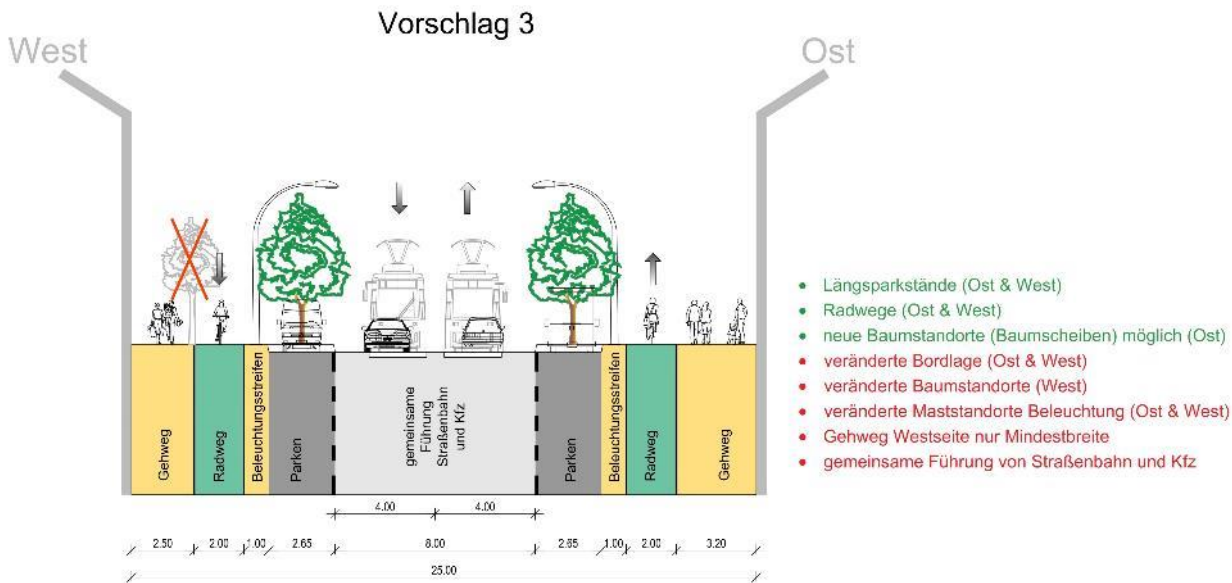 Vorschlag 3
West
Ost
Gehweg
Radweg
Beleuchtungsstreifen
Parken
gemeinsame
Führung
Straßenbahn
und Kfz
Parken
Beleuchtungsstreifen
Radweg
Gehweg
4.00 4.00
2.50 2.00 1.00 2.65 8.00 2.65 1.00 2.00 3.20
25.00
• Längsparkstände (Ost & West)
• Radwege (Ost & West)
• neue Baumstandorte (Baumscheiben) möglich (Ost)
• veränderte Bordlage (Ost & West)
• veränderte Baumstandorte (West)
• veränderte Maststandorte Beleuchtung (Ost & West)
• Gehweg Westseite nur Mindestbreite
• gemeinsame Führung von Straßenbahn und Kfz